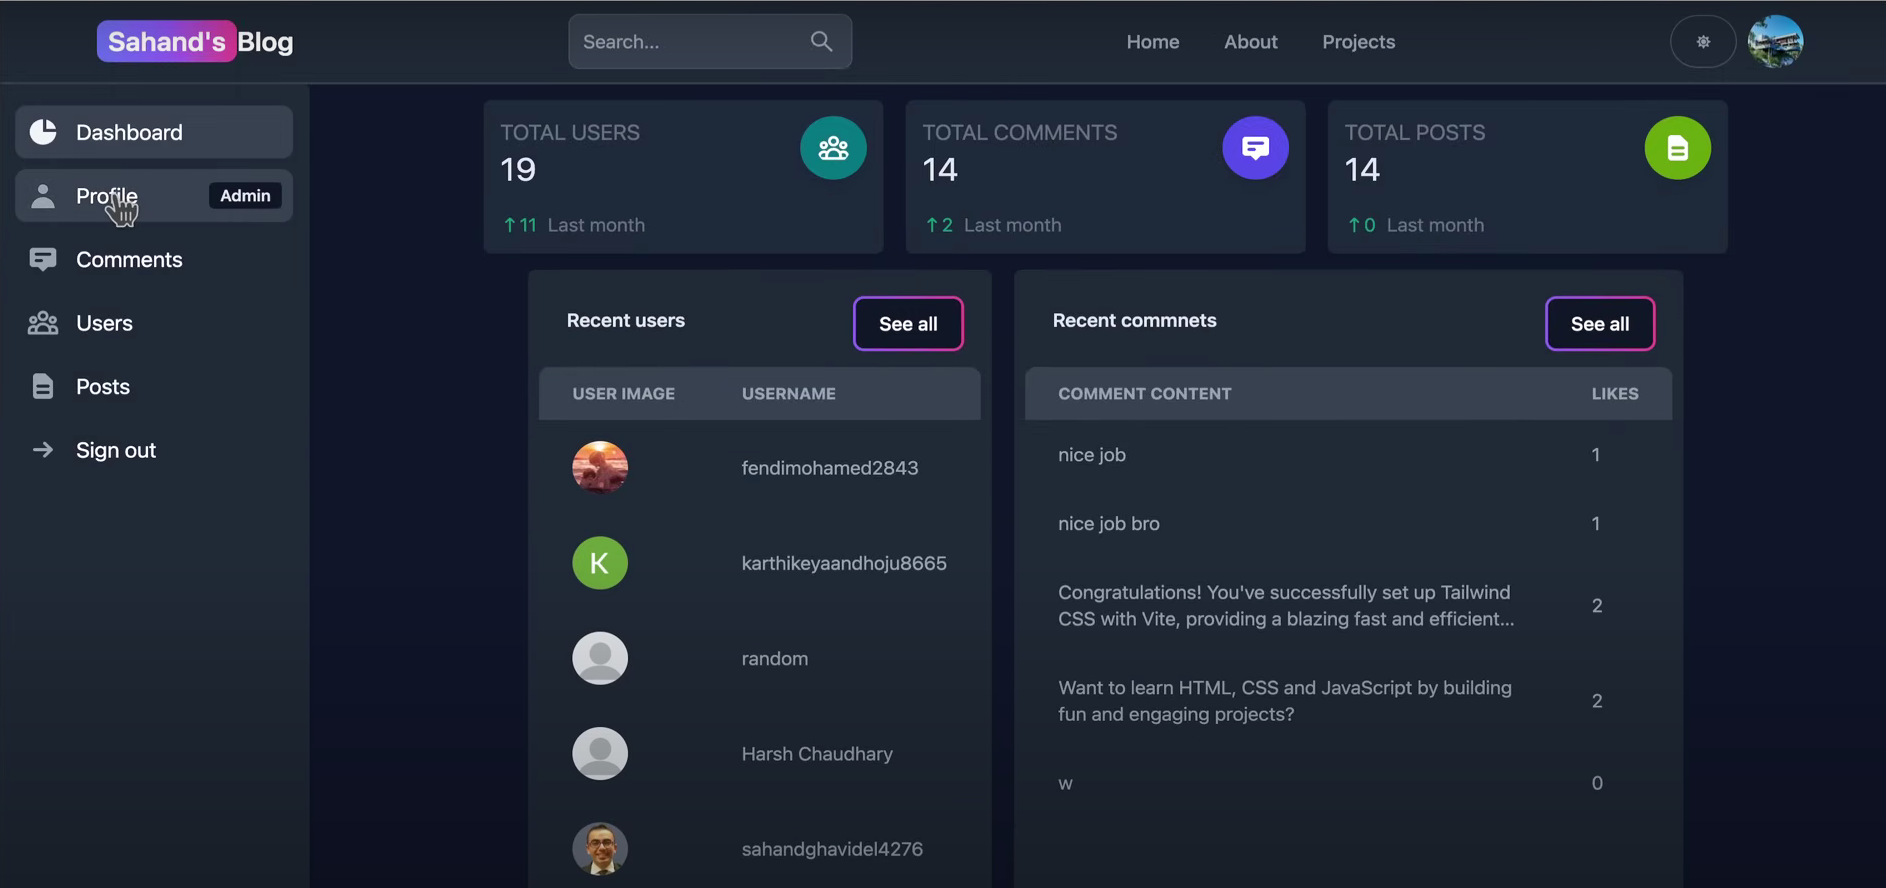 Sahand's Blog
Search...
Home
About
Projects
Dashboard
Profile
Admin
Comments
Users
Posts
Sign out
TOTAL USERS
19
↑ 11 Last month
TOTAL COMMENTS
14
↑ 2 Last month
TOTAL POSTS
14
↑ 0 Last month
Recent users
See all
USER IMAGE USERNAME
fendimohamed2843
K karthikeyaandhoju8665
random
Harsh Chaudhary
sahandghavidel4276
Recent commnets
See all
COMMENT CONTENT LIKES
nice job 1
nice job bro 1
Congratulations! You've successfully set up Tailwind
CSS with Vite, providing a blazing fast and efficient...
2
Want to learn HTML, CSS and JavaScript by building
fun and engaging projects?
2
w 0